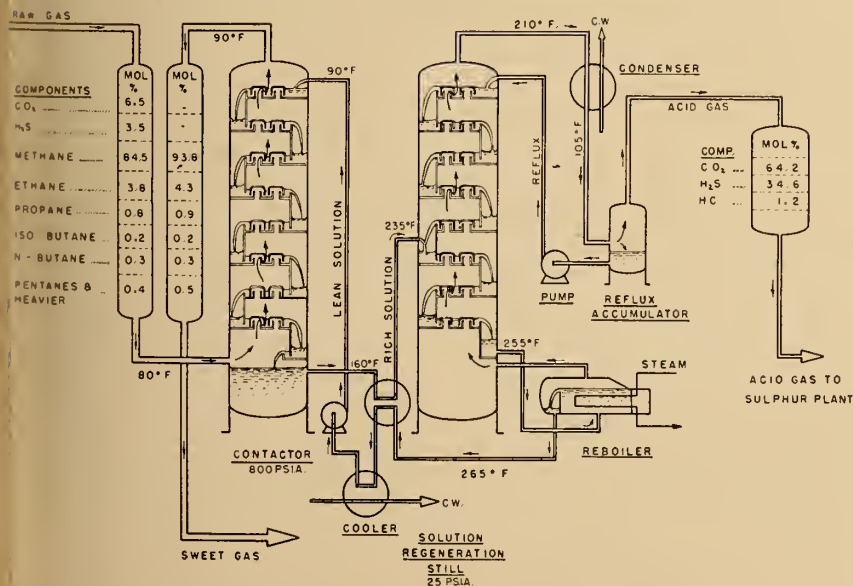 RAW GAS
90°F
90°F
210° F.
C.W
CONDENSER
ACID GAS
COMPONENTS
MOL
%
MOL
%
CO₂
6.5
-
H₂S
3.5
-
METHANE
84.5
93.8
ETHANE
3.8
4.3
PROPANE
0.8
0.9
ISO BUTANE
0.2
0.2
N - BUTANE
0.3
0.3
PENTANES &
HEAVIER
0.4
0.5
LEAN SOLUTION
RICH SOLUTION
REFLUX
105°F
COMP.
MOL %
CO₂
64.2
H₂S
34.6
HC
1.2
235°F
PUMP
REFLUX
ACCUMULATOR
80°F
160°F
255°F
STEAM
ACID GAS TO
SULPHUR PLANT
REBOILER
265° F
CONTACTOR
800 PSIA.
C.W.
COOLER
SWEET GAS
SOLUTION
REGENERATION
STILL
25 PSIA.